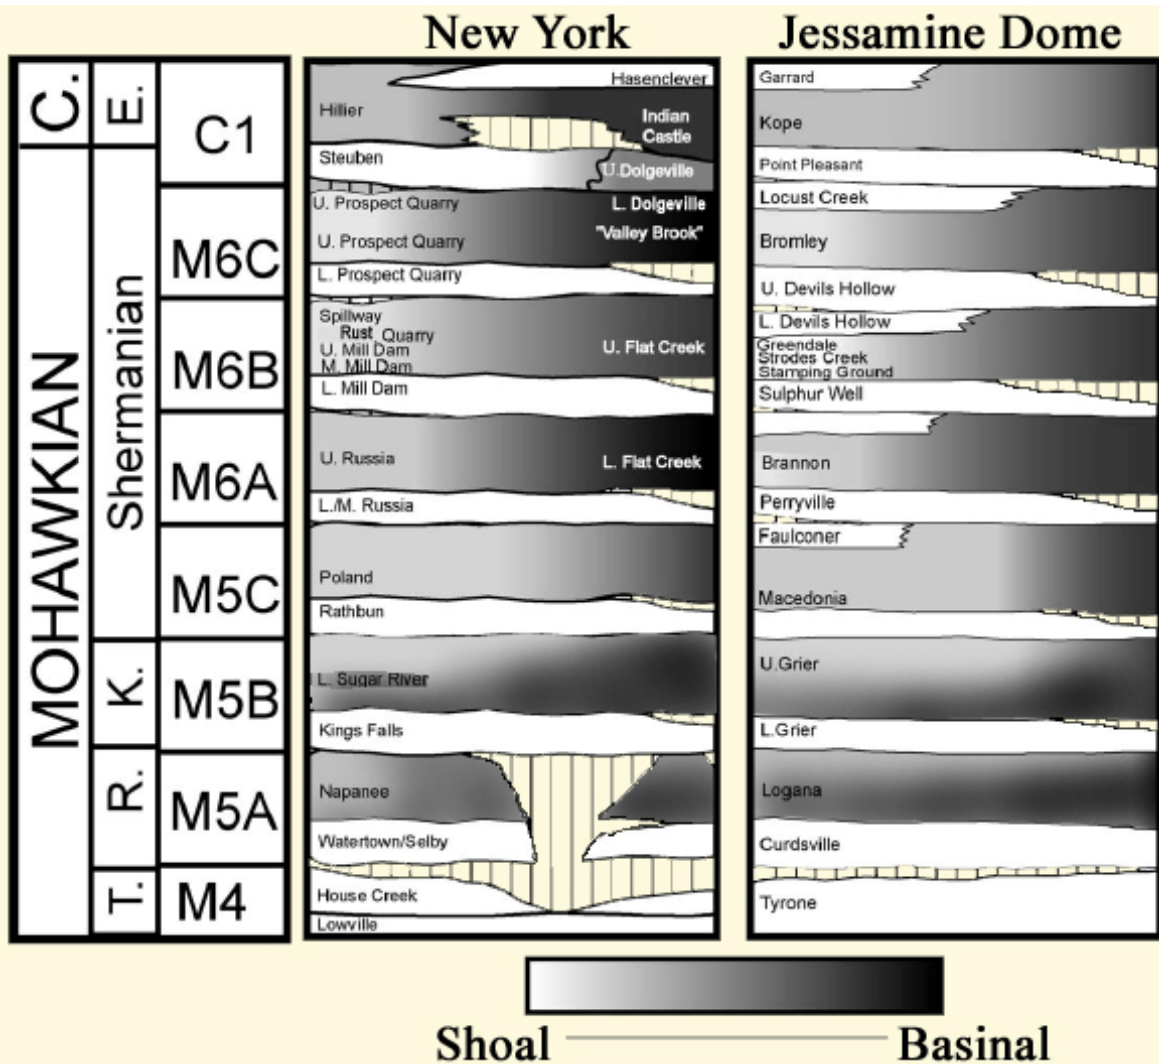 New York
Jessamine Dome
C.
MOHAWKIAN
E.
Shermanian
K.
R.
T.
C1
M6C
M6B
M6A
M5C
M5B
M5A
M4
Hasenclever
Hillier
Indian
Castle
Steuben
U.Dolgeville
U. Prospect Quarry
L. Dolgeville
"Valley Brook"
U. Prospect Quarry
L. Prospect Quarry
Spillway
Rust Quarry
U. Mill Dam
U. Flat Creek
M. Mill Dam
L. Mill Dam
U. Russia
L. Flat Creek
L./M. Russia
Poland
Rathbun
L. Sugar River
Kings Falls
Napanee
Watertown/Selby
House Creek
Lowville
Garrard
Kope
Point Pleasant
Locust Creek
Bromley
U. Devils Hollow
L. Devils Hollow
Greendale
Strodes Creek
Stamping Ground
Sulphur Well
Brannon
Perryville
Faulconer
Macedonia
U.Grier
L.Grier
Logana
Curdsville
Tyrone
Shoal
Basinal